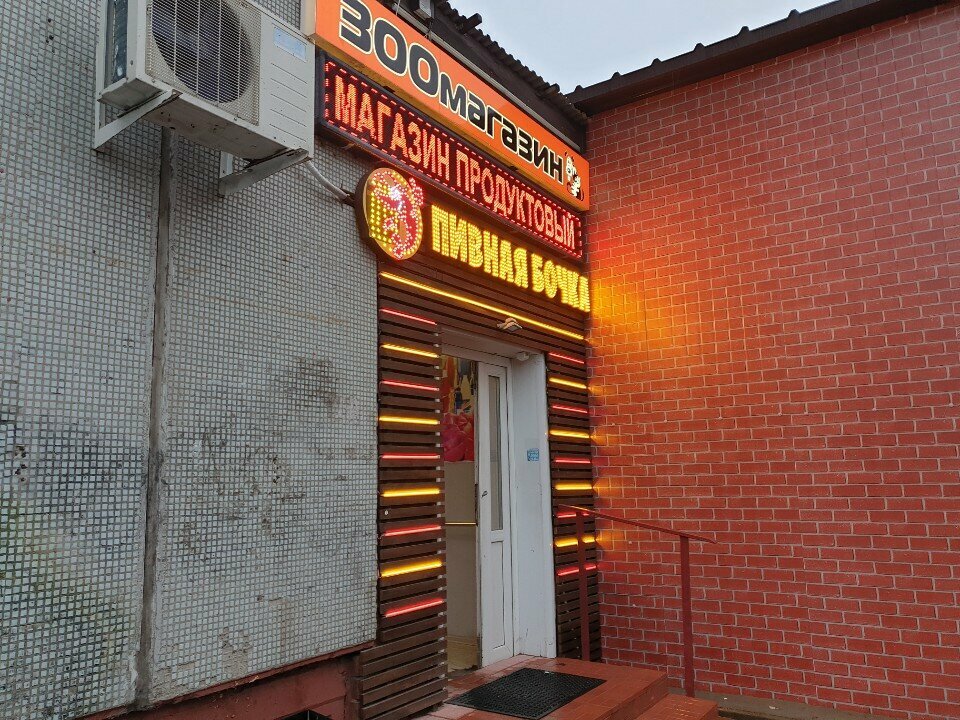 ЗООмагазин
МАГАЗИН ПРОДУКТОВЫЙ
ПИВНАЯ БОЧКА